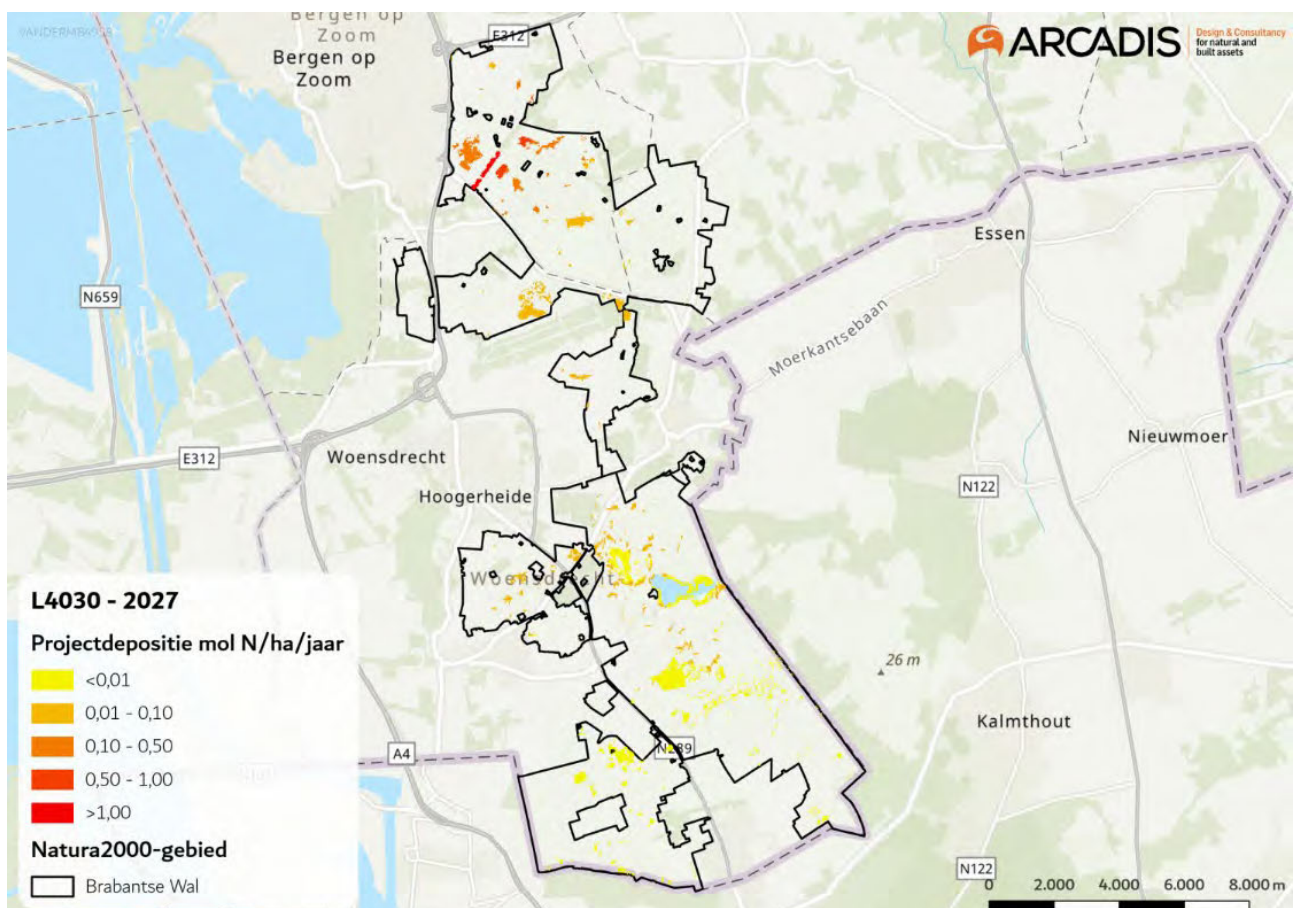 Bergen op
Zoom
Bergen op
Zoom
E312
ARCADIS
Design & Consultancy
for natural and
built assets
Essen
N659
Moerkantsebaan
Nieuwmoer
E312
Woensdrecht
N122
Hoogerheide
Woensdrecht
26 m
Kalmthout
A4
N289
N122
L4030 - 2027
Projectdepositie mol N/ha/jaar
<0,01
0,01 - 0,10
0,10 - 0,50
0,50 - 1,00
>1,00
Natura2000-gebied
Brabantse Wal
0 2.000 4.000 6.000 8.000 m